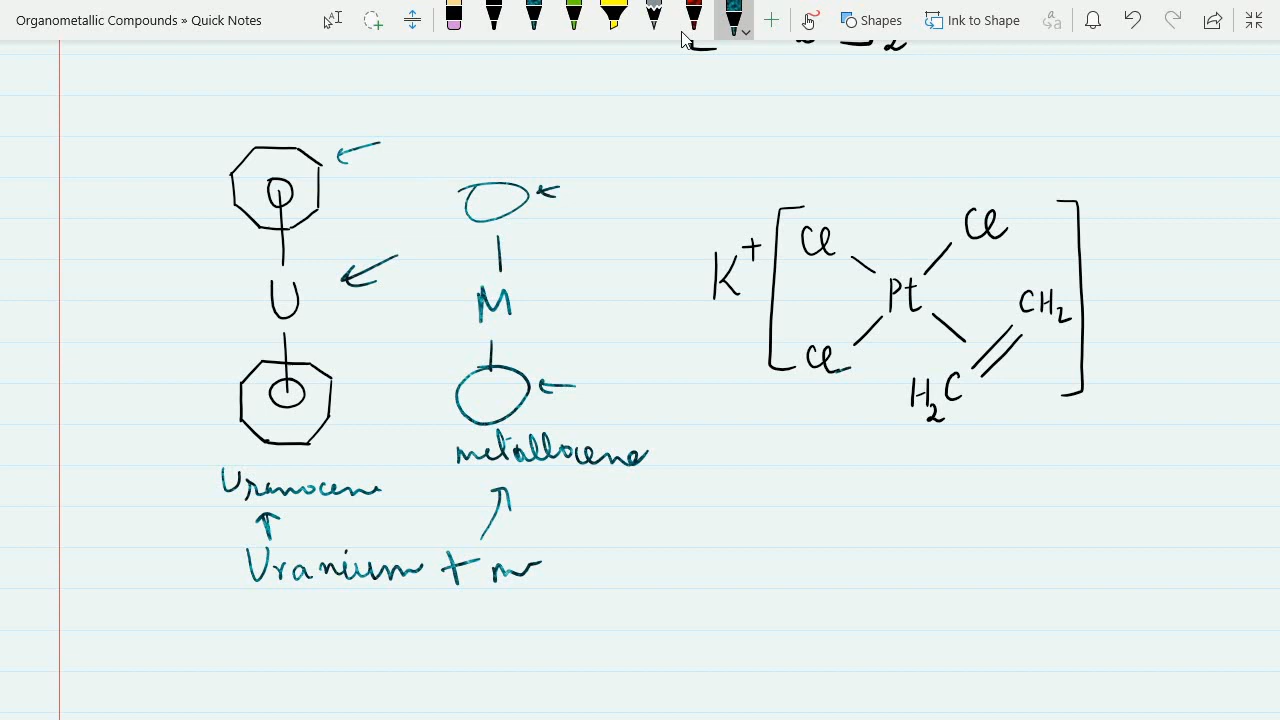 Organometallic Compounds » Quick Notes
Shapes
Ink to Shape
U
Uranocene
M
metallocene
Uranium + m
K+
Cl
Cl
Pt
Cl
CH2
H2C